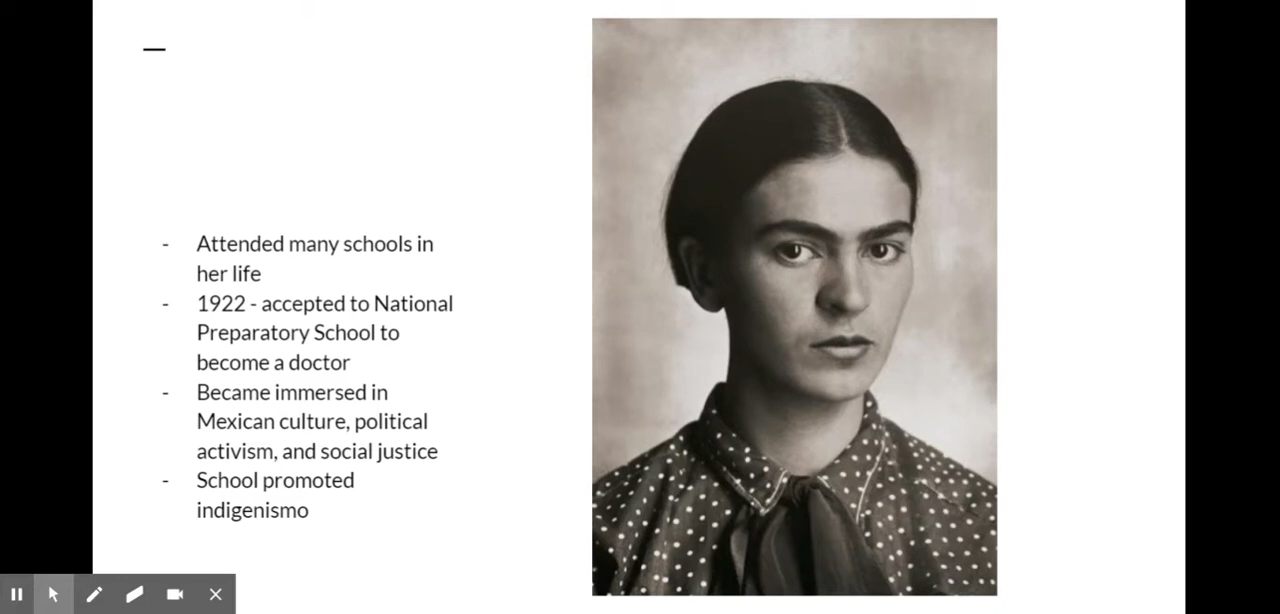 - Attended many schools in
her life
- 1922 - accepted to National
Preparatory School to
become a doctor
- Became immersed in
Mexican culture, political
activism, and social justice
- School promoted
indigenismo